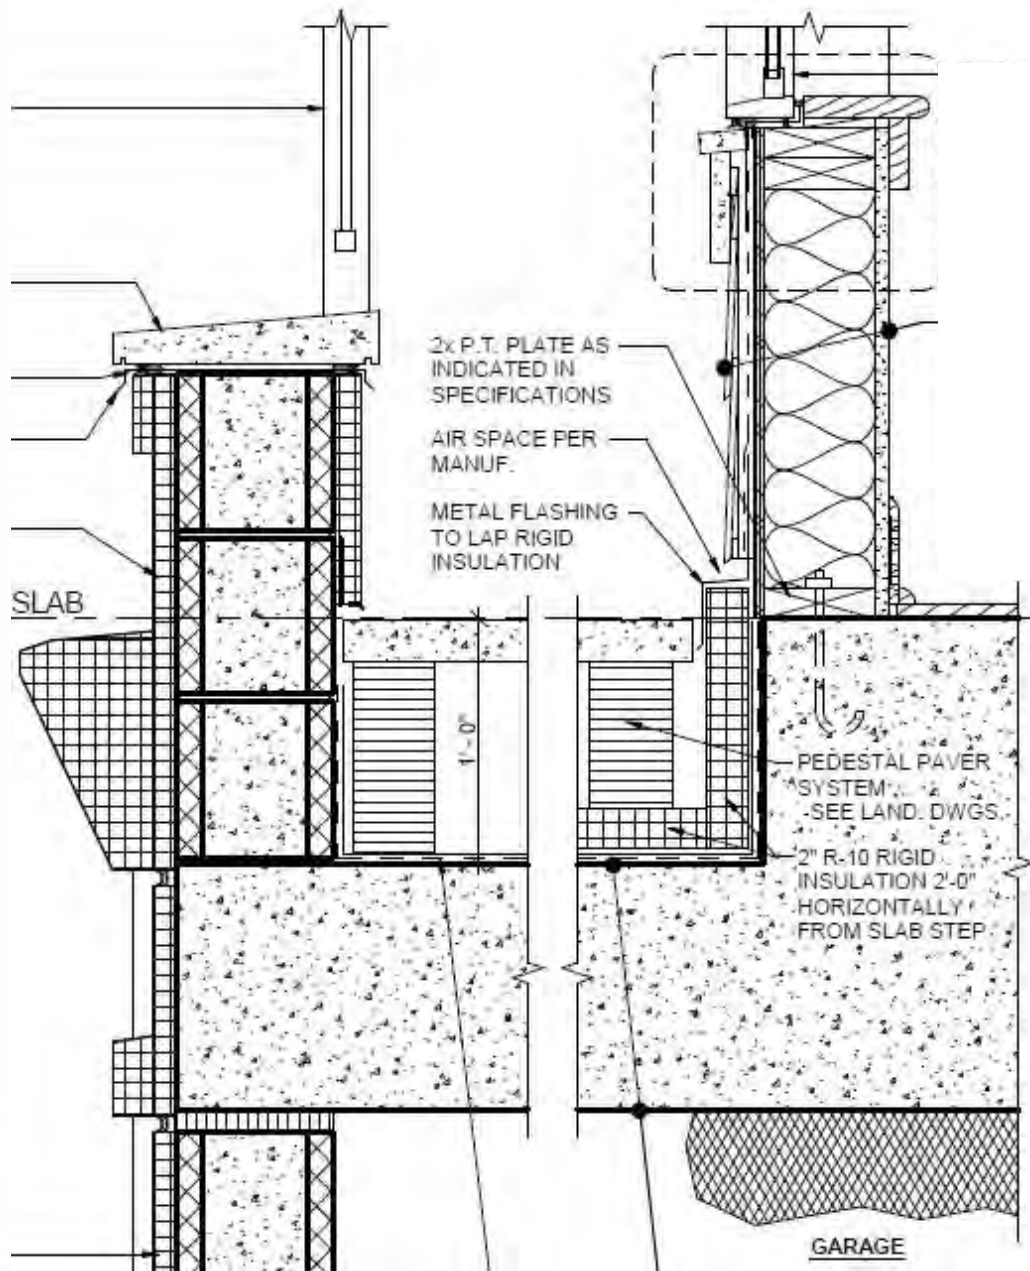 2x P.T. PLATE AS
INDICATED IN
SPECIFICATIONS
AIR SPACE PER
MANUF.
METAL FLASHING
TO LAP RIGID
INSULATION
SLAB
1'- 0"
PEDESTAL PAVER
SYSTEM
-SEE LAND. DWGS.
2" R-10 RIGID
INSULATION 2'-0"
HORIZONTALLY
FROM SLAB STEP
GARAGE